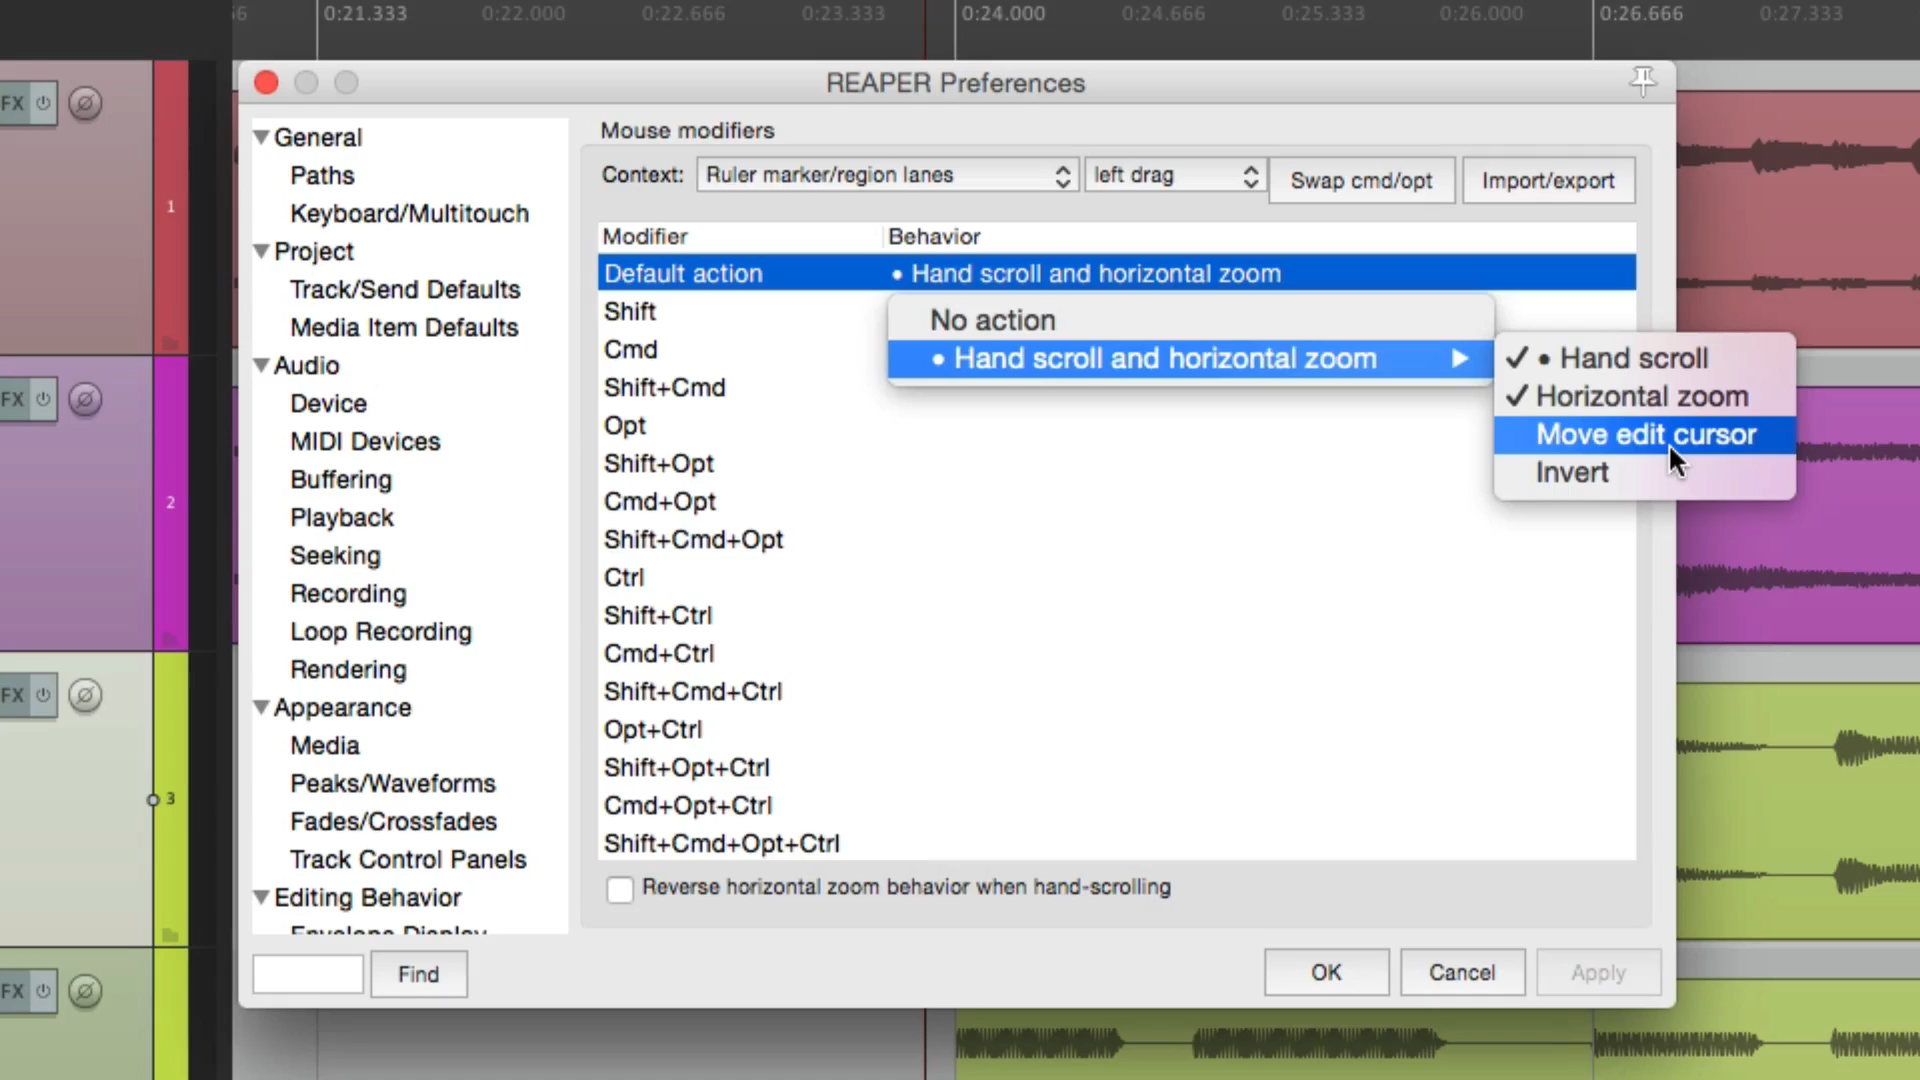 0:21.333 0:22.000 0:22.666 0:23.333 0:24.000 0:24.666 0:25.333 0:26.000 0:26.666 0:27.333
REAPER Preferences
FX
1
FX
2
FX
3
FX
General
Paths
Keyboard/Multitouch
Project
Track/Send Defaults
Media Item Defaults
Audio
Device
MIDI Devices
Buffering
Playback
Seeking
Recording
Loop Recording
Rendering
Appearance
Media
Peaks/Waveforms
Fades/Crossfades
Track Control Panels
Editing Behavior
Envelope Display
Find
Mouse modifiers
Context: Ruler marker/region lanes left drag Swap cmd/opt Import/export
Modifier Behavior
Default action • Hand scroll and horizontal zoom
Shift
Cmd
Shift+Cmd
Opt
Shift+Opt
Cmd+Opt
Shift+Cmd+Opt
Ctrl
Shift+Ctrl
Cmd+Ctrl
Shift+Cmd+Ctrl
Opt+Ctrl
Shift+Opt+Ctrl
Cmd+Opt+Ctrl
Shift+Cmd+Opt+Ctrl
No action
• Hand scroll and horizontal zoom
✓ • Hand scroll
✓ Horizontal zoom
Move edit cursor
Invert
Reverse horizontal zoom behavior when hand-scrolling
OK Cancel Apply